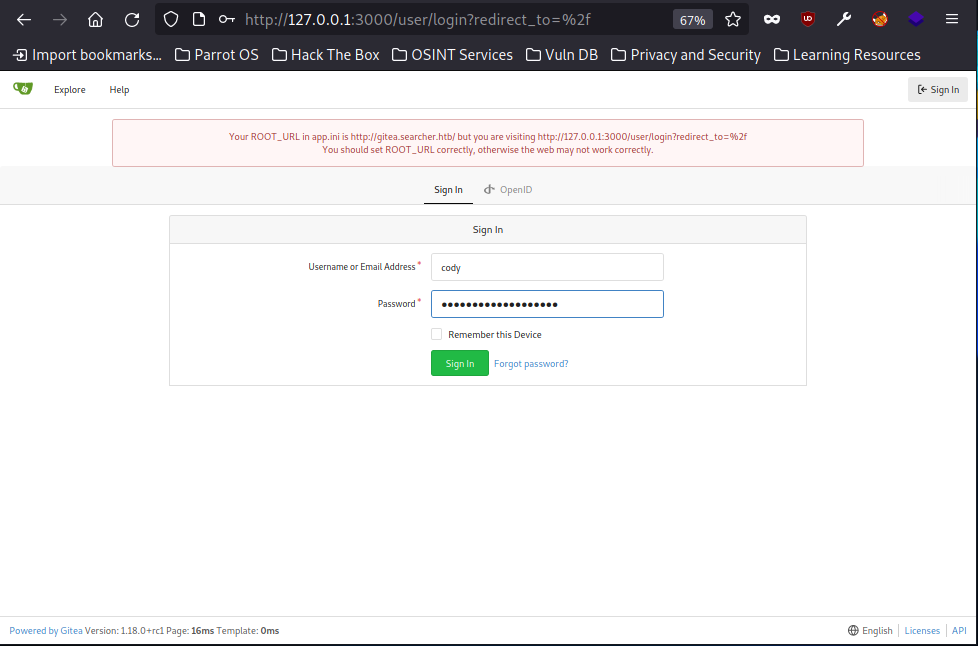 http://127.0.0.1:3000/user/login?redirect_to=%2f 67%
Import bookmarks... Parrot OS Hack The Box OSINT Services Vuln DB Privacy and Security Learning Resources
Explore Help Sign In
Your ROOT_URL in app.ini is http://gitea.searcher.htb/ but you are visiting http://127.0.0.1:3000/user/login?redirect_to=%2f
You should set ROOT_URL correctly, otherwise the web may not work correctly.
Sign In OpenID
Sign In
Username or Email Address * cody
Password * ●●●●●●●●●●●●●●●●●●●
Remember this Device
Sign In Forgot password?
Powered by Gitea Version: 1.18.0+rc1 Page: 16ms Template: 0ms English Licenses API